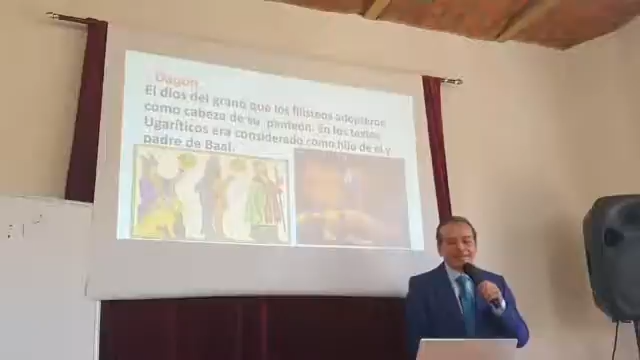 Dagon
El dios del grano que los filisteos adoptaron
como cabeza de su panteón. En los textos
Ugaríticos era considerado como hijo de el y
padre de Baal.